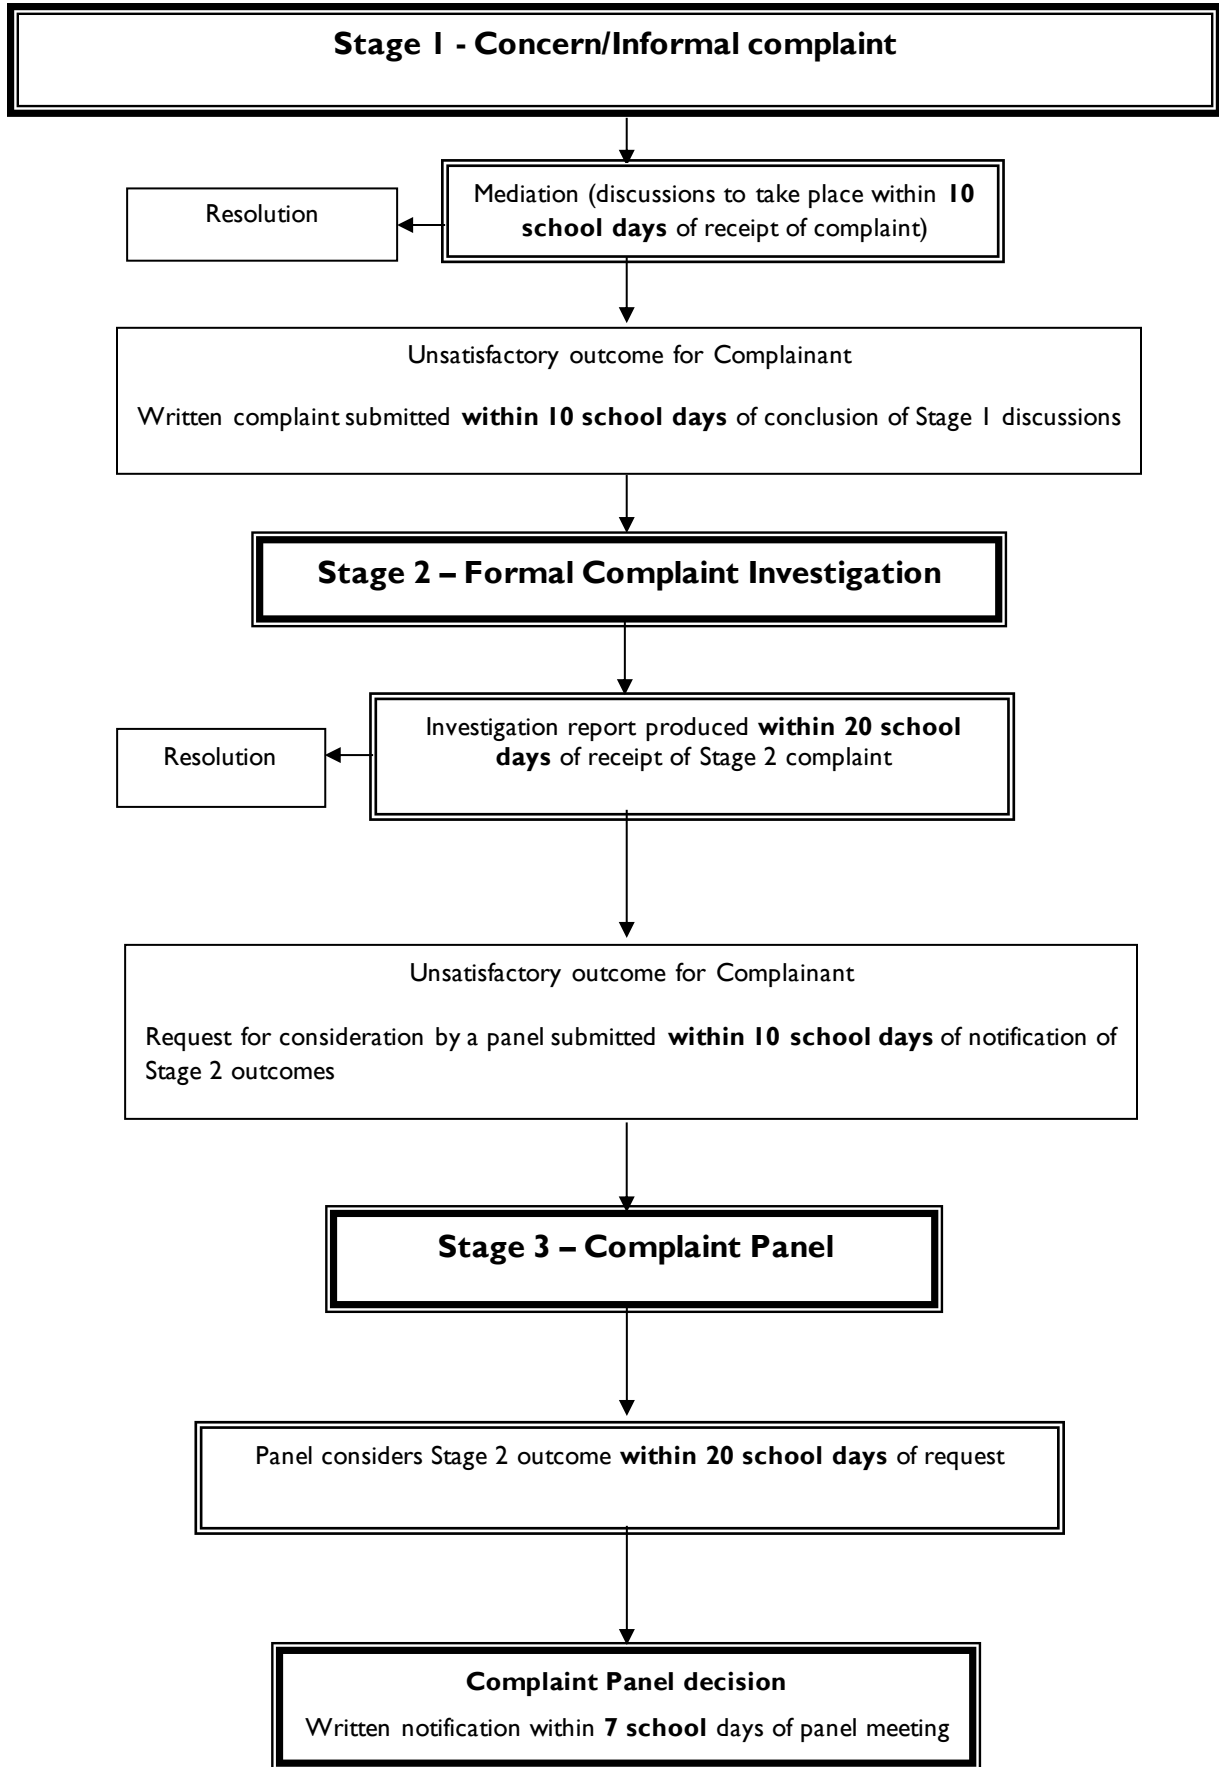 Stage 1 - Concern/Informal complaint
Mediation (discussions to take place within 10
school days of receipt of complaint)
Resolution
Unsatisfactory outcome for Complainant
Written complaint submitted within 10 school days of conclusion of Stage 1 discussions
Stage 2 – Formal Complaint Investigation
Investigation report produced within 20 school
days of receipt of Stage 2 complaint
Resolution
Unsatisfactory outcome for Complainant
Request for consideration by a panel submitted within 10 school days of notification of
Stage 2 outcomes
Stage 3 – Complaint Panel
Panel considers Stage 2 outcome within 20 school days of request
Complaint Panel decision
Written notification within 7 school days of panel meeting